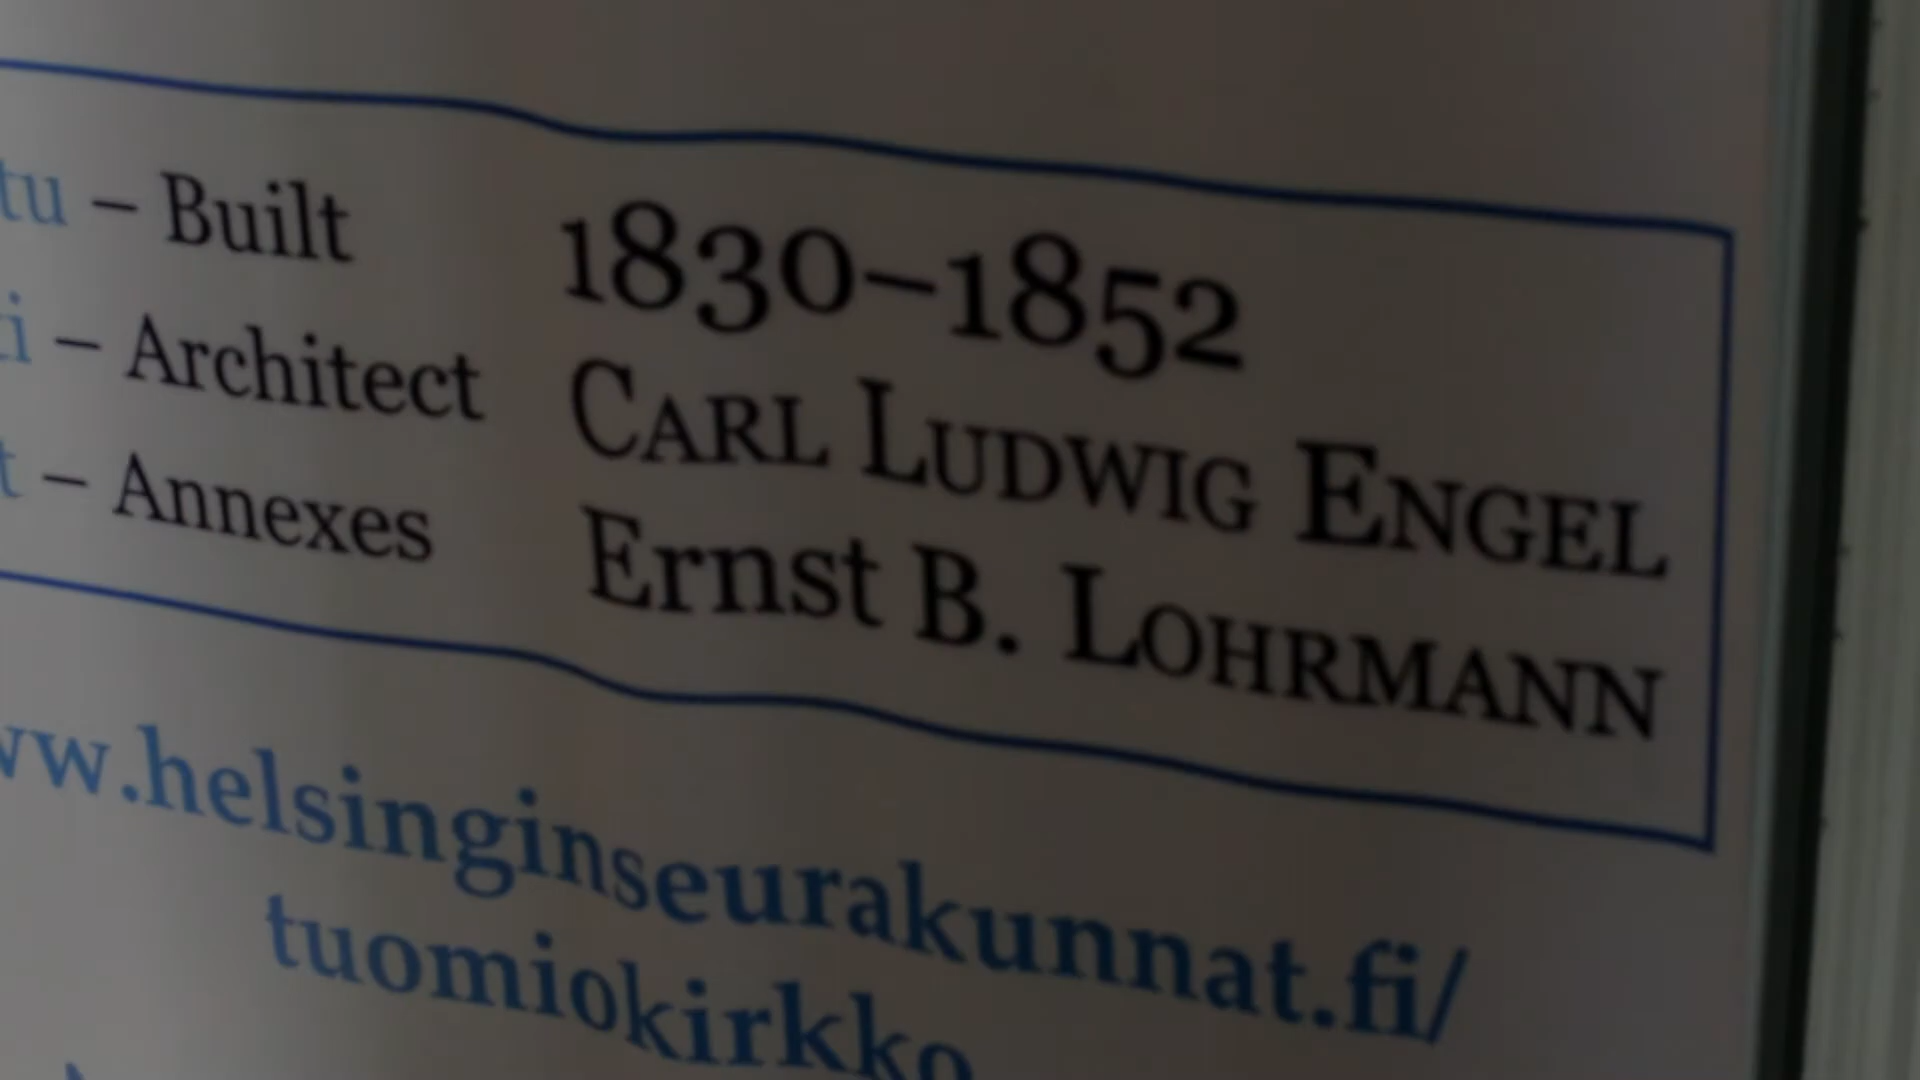 tu – Built 1830–1852
i – Architect CARL LUDWIG ENGEL
t – Annexes Ernst B. LOHRMANN
ww.helsinginseurakunnat.fi/
tuomiokirkko